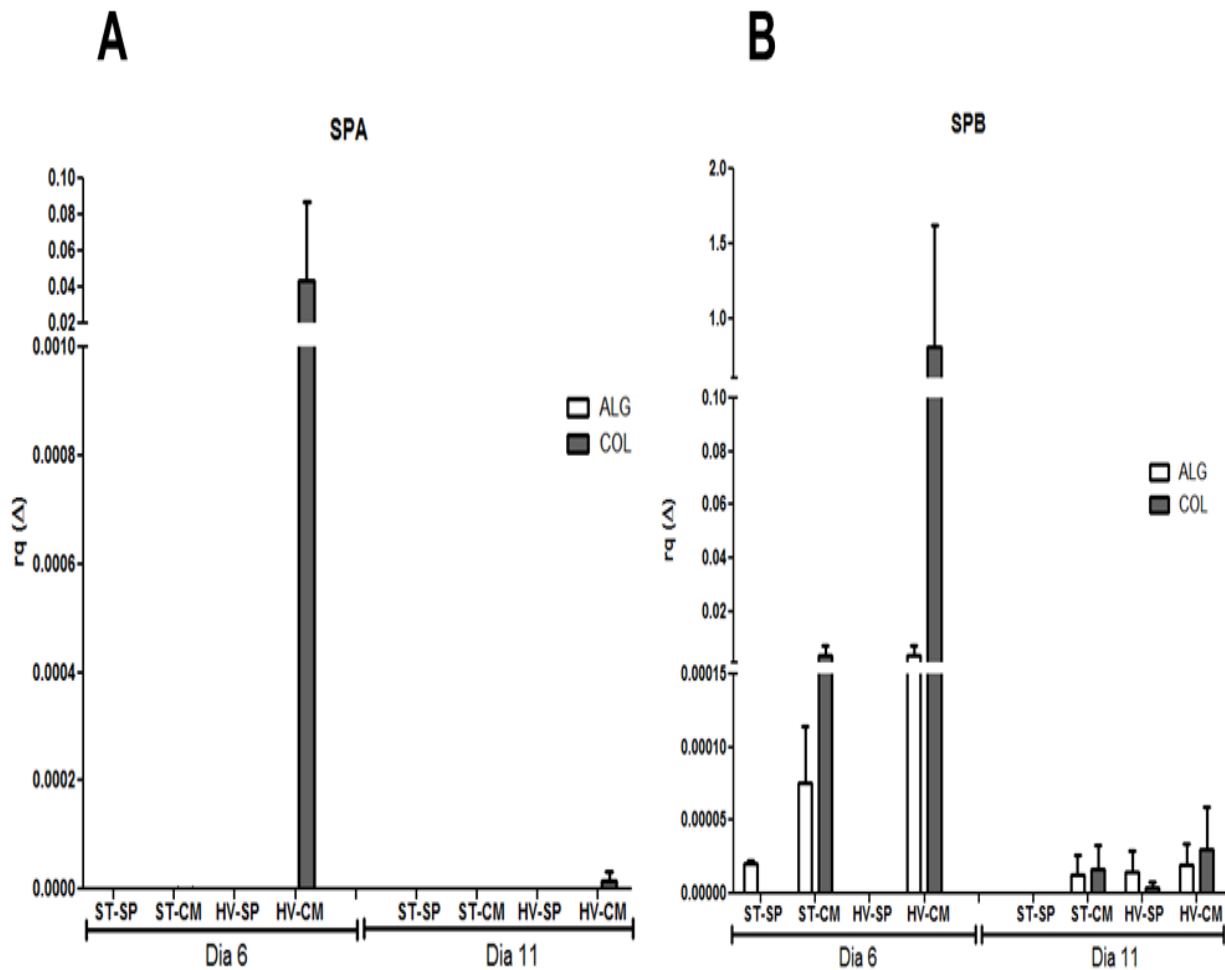 A
SPA
0.10
0.08
0.06
0.04
0.02
0.0010
0.0008
0.0006
0.0004
0.0002
0.0000
rq (Δ)
ALG
COL
ST-SP ST-CM HV-SP HV-CM ST-SP ST-CM HV-SP HV-CM
Dia 6 Dia 11
B
SPB
2.0
1.5
1.0
0.10
0.08
0.06
0.04
0.02
0.00015
0.00010
0.00005
0.00000
rq (Δ)
ALG
COL
ST-SP ST-CM HV-SP HV-CM ST-SP ST-CM HV-SP HV-CM
Dia 6 Dia 11